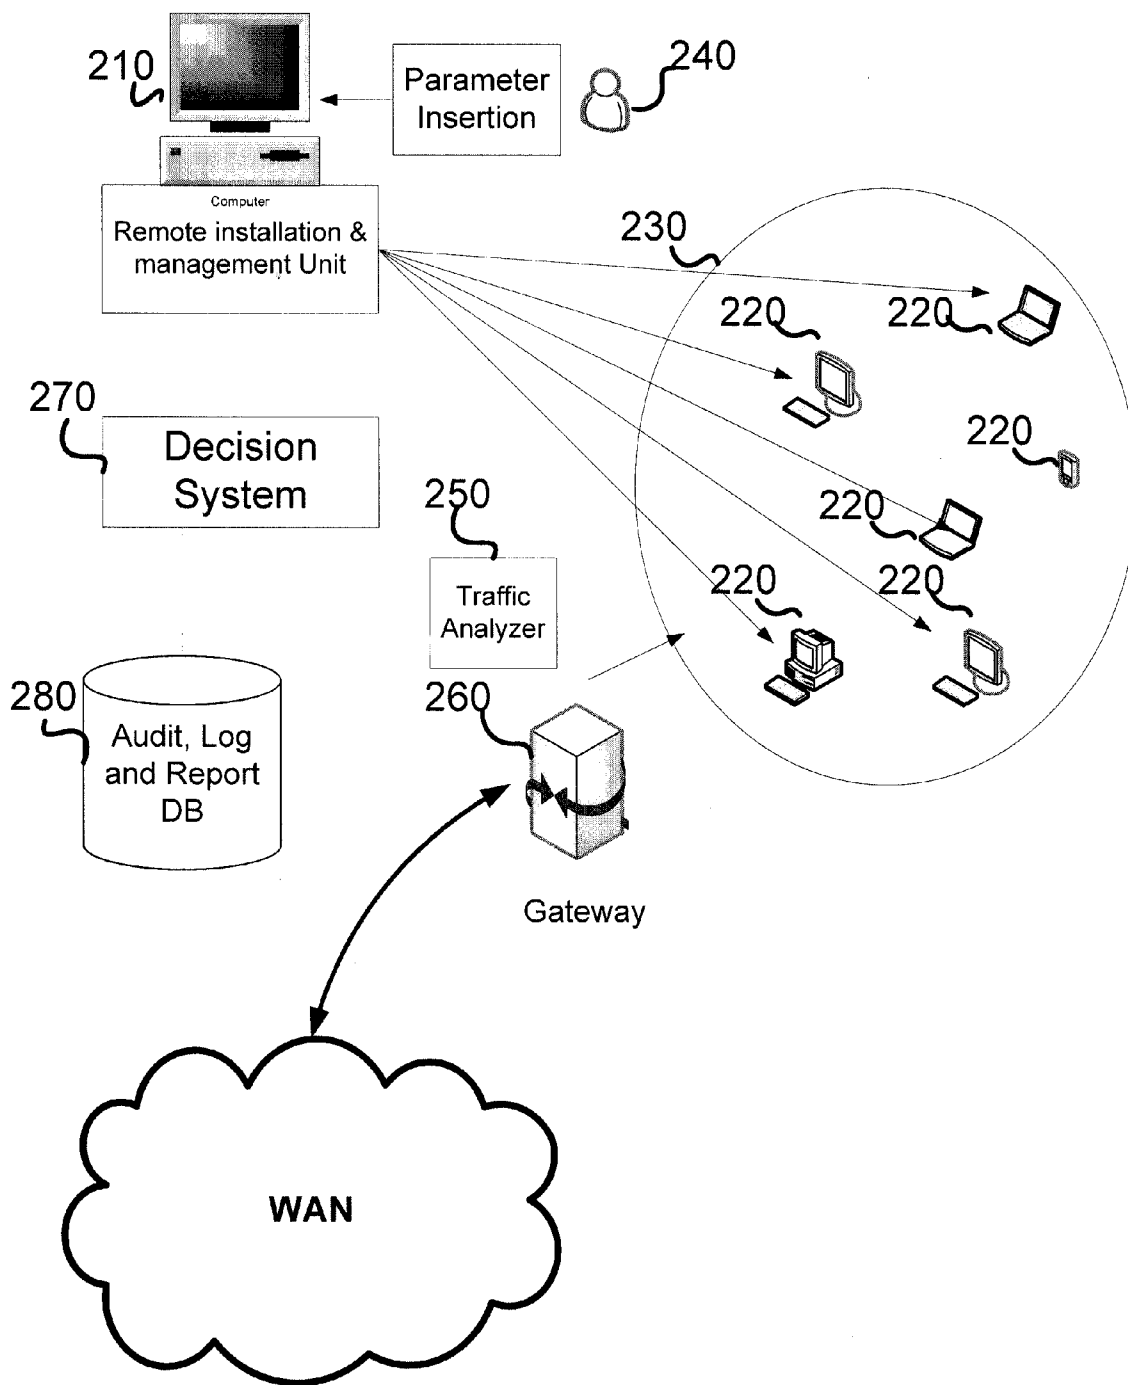 210
Parameter
Insertion
240
Computer
Remote installation &
management Unit
230
220
220
270
Decision
System
220
250
220
Traffic
Analyzer
220
220
280
Audit, Log
and Report
DB
260
Gateway
WAN